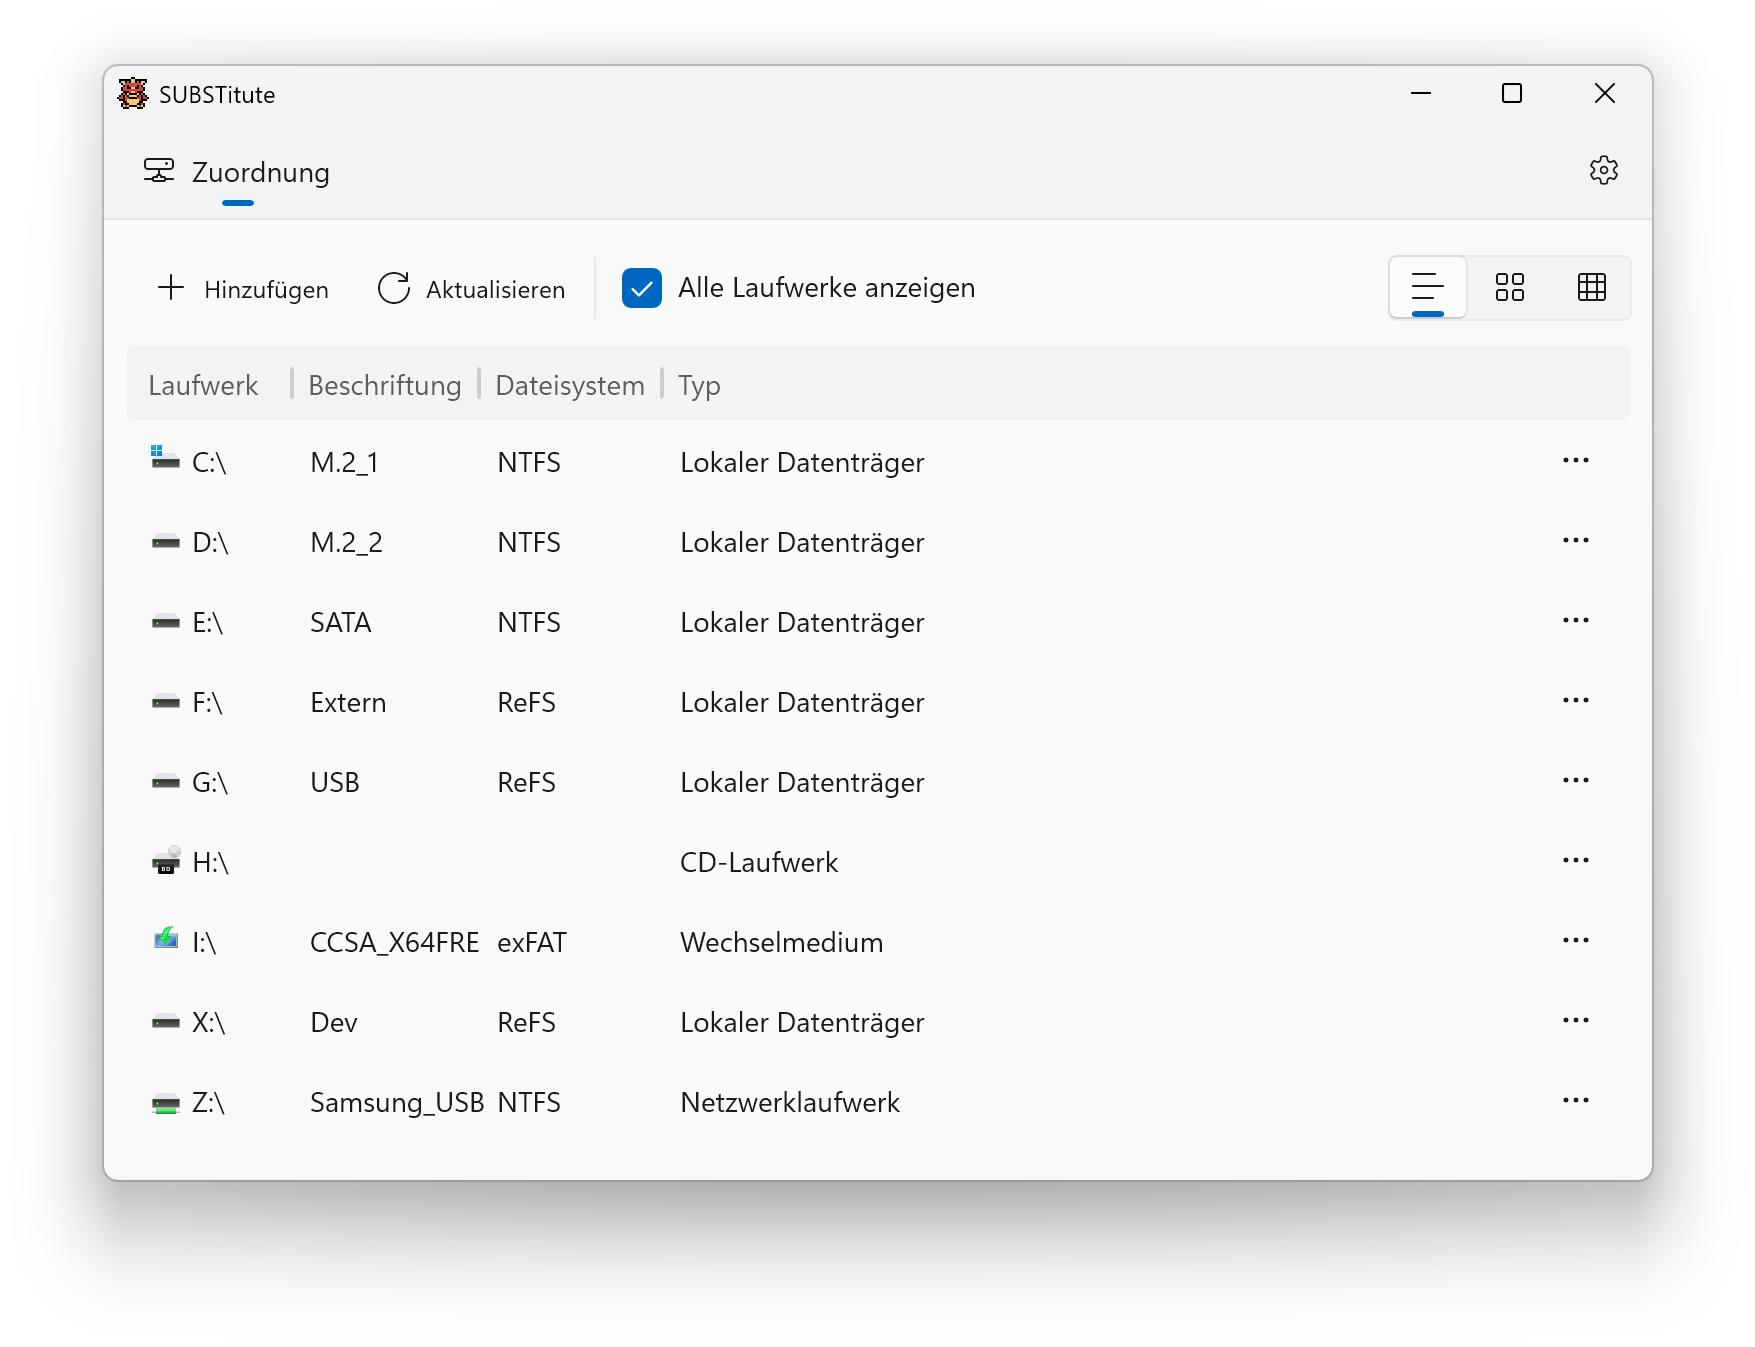 SUBSTitute
Zuordnung
Hinzufügen Aktualisieren Alle Laufwerke anzeigen
Laufwerk Beschriftung Dateisystem Typ
C:\ M.2_1 NTFS Lokaler Datenträger
D:\ M.2_2 NTFS Lokaler Datenträger
E:\ SATA NTFS Lokaler Datenträger
F:\ Extern ReFS Lokaler Datenträger
G:\ USB ReFS Lokaler Datenträger
BD H:\ CD-Laufwerk
I:\ CCSA_X64FRE exFAT Wechselmedium
X:\ Dev ReFS Lokaler Datenträger
Z:\ Samsung_USB NTFS Netzwerklaufwerk